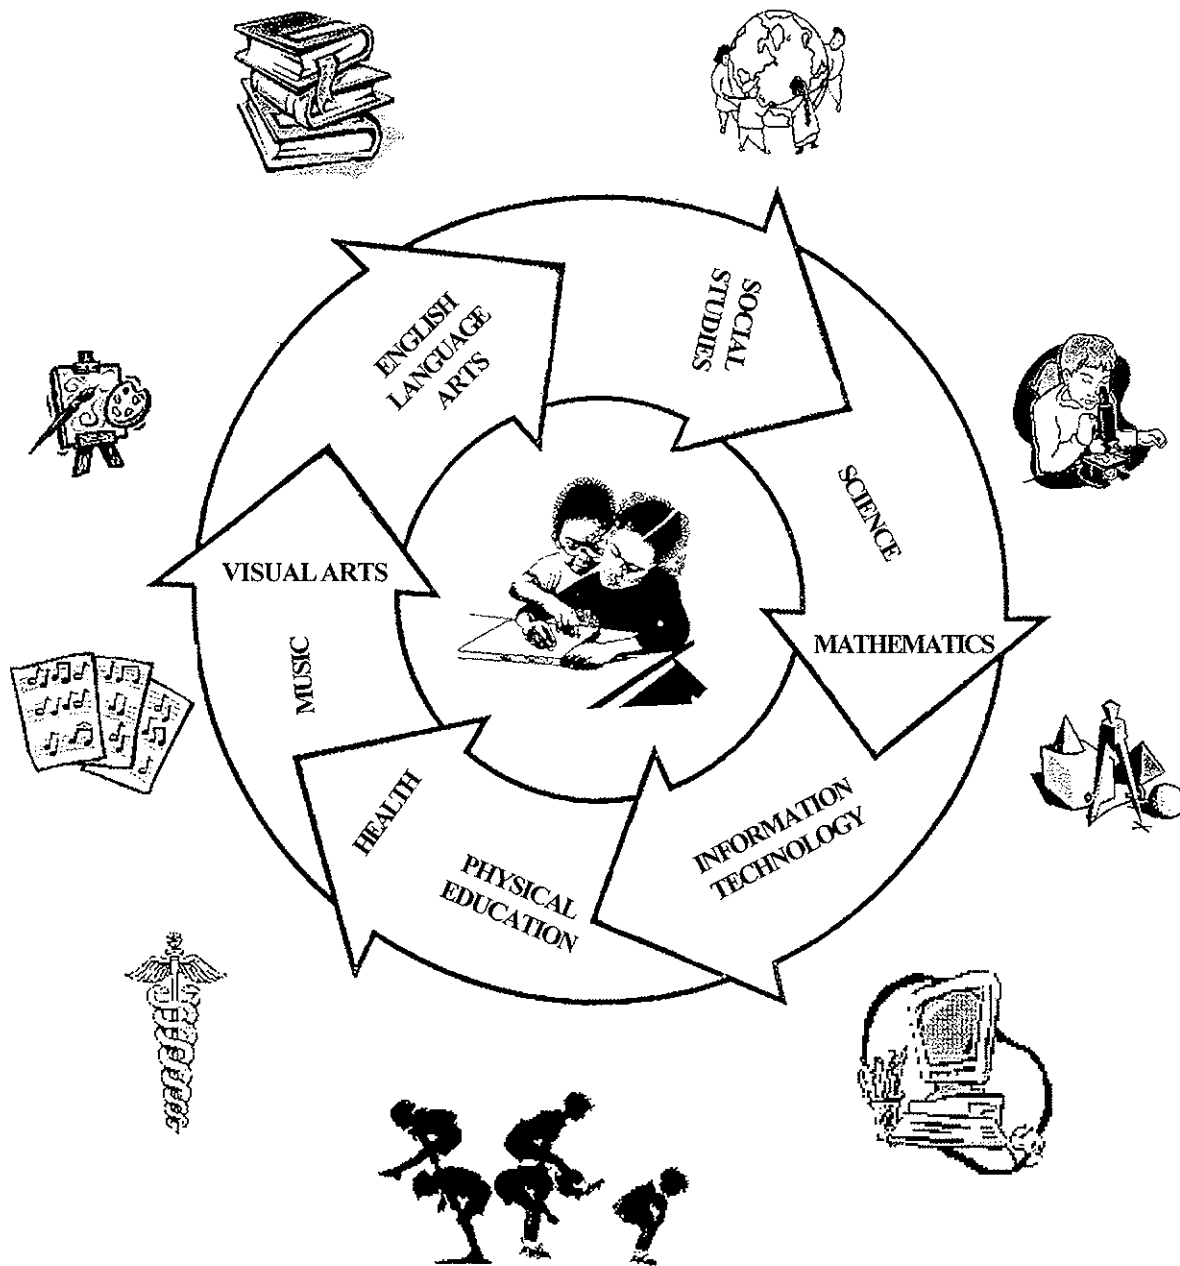 ENGLISH
LANGUAGE
ARTS
SOCIAL
STUDIES
SCIENCE
MATHEMATICS
INFORMATION
TECHNOLOGY
PHYSICAL
EDUCATION
HEALTH
MUSIC
VISUAL ARTS